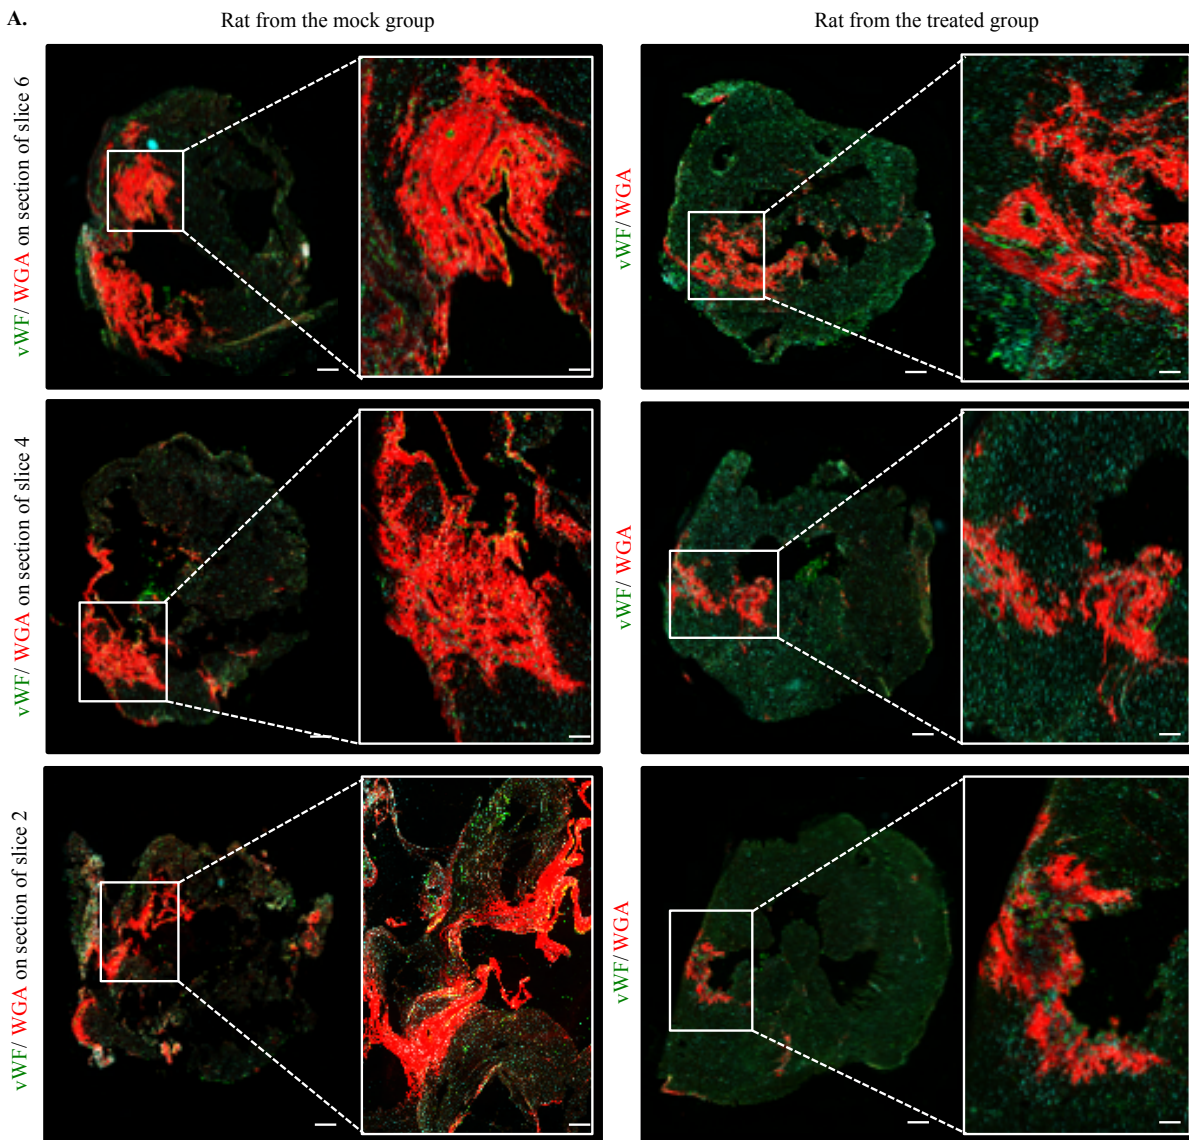 A.
Rat from the mock group
Rat from the treated group
vWF/ WGA on section of slice 6
vWF/ WGA
vWF/ WGA on section of slice 4
vWF/ WGA
vWF/ WGA on section of slice 2
vWF/ WGA